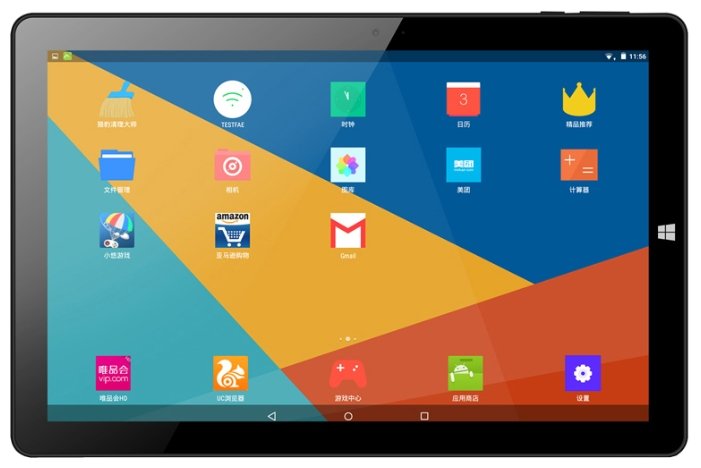 11:56
猎豹清理大师
TESTFAE
时钟
3
日历
精品推荐
文件管理
相机
图库
美团
美团
计算器
小悠游戏
amazon
亚马逊购物
Gmail
唯品会
vip.com
唯品会HD
UC浏览器
游戏中心
应用商店
设置